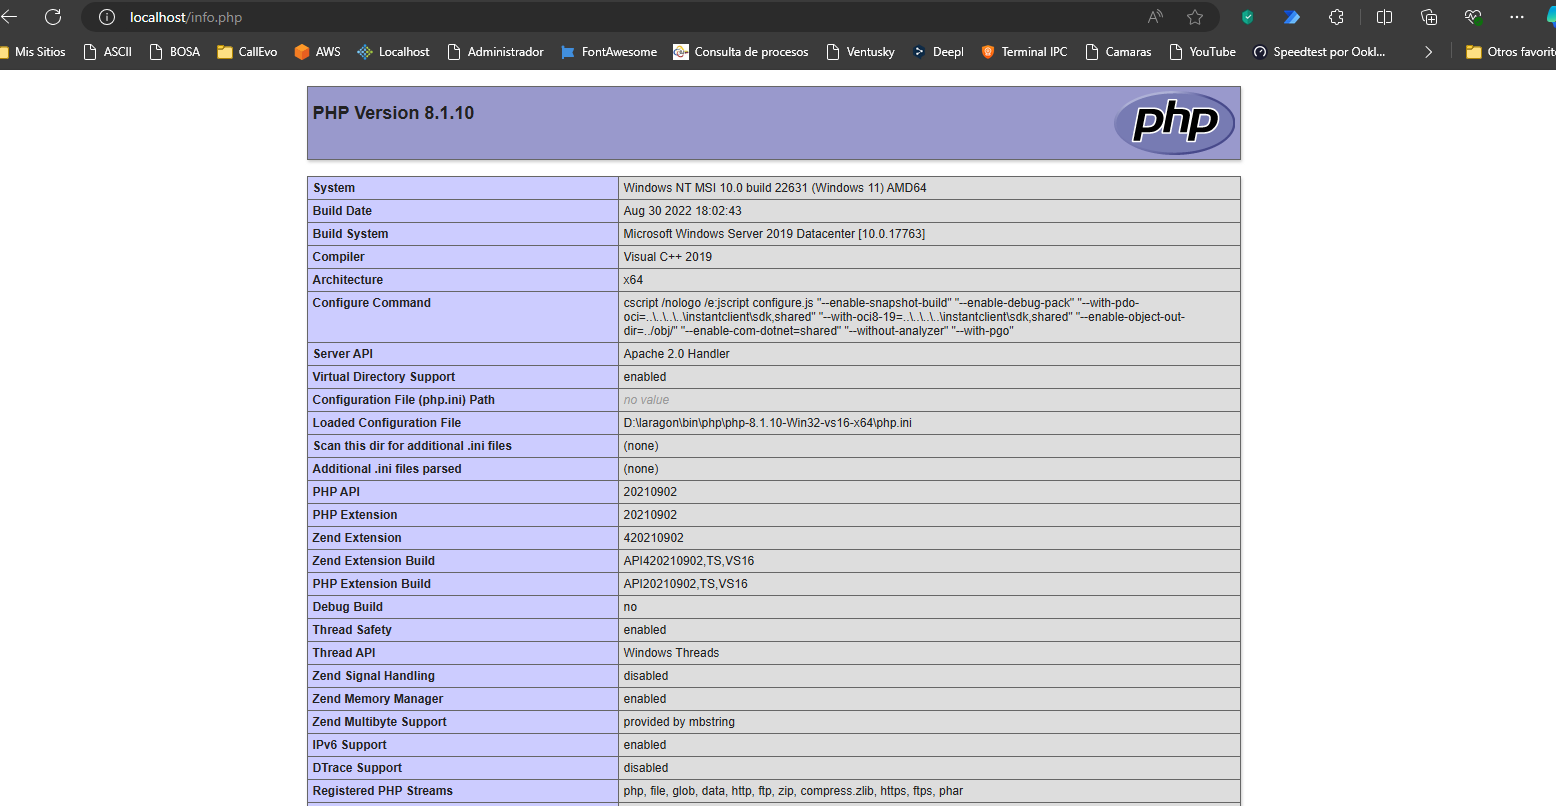 localhost/info.php
Mis Sitios ASCII BOSA CallEvo AWS Localhost Administrador FontAwesome Consulta de procesos Ventusky Deepl Terminal IPC Camaras YouTube Speedtest por Ookl... Otros favorit
PHP Version 8.1.10
php
System Windows NT MSI 10.0 build 22631 (Windows 11) AMD64
Build Date Aug 30 2022 18:02:43
Build System Microsoft Windows Server 2019 Datacenter [10.0.17763]
Compiler Visual C++ 2019
Architecture x64
Configure Command cscript /nologo /e:jscript configure.js "--enable-snapshot-build" "--enable-debug-pack" "--with-pdo-
oci=..\..\..\..\instantclient\sdk,shared" "--with-oci8-19=..\..\..\..\instantclient\sdk,shared" "--enable-object-out-
dir=../obj/" "--enable-com-dotnet=shared" "--without-analyzer" "--with-pgo"
Server API Apache 2.0 Handler
Virtual Directory Support enabled
Configuration File (php.ini) Path no value
Loaded Configuration File D:\laragon\bin\php\php-8.1.10-Win32-vs16-x64\php.ini
Scan this dir for additional .ini files (none)
Additional .ini files parsed (none)
PHP API 20210902
PHP Extension 20210902
Zend Extension 420210902
Zend Extension Build API420210902,TS,VS16
PHP Extension Build API20210902,TS,VS16
Debug Build no
Thread Safety enabled
Thread API Windows Threads
Zend Signal Handling disabled
Zend Memory Manager enabled
Zend Multibyte Support provided by mbstring
IPv6 Support enabled
DTrace Support disabled
Registered PHP Streams php, file, glob, data, http, ftp, zip, compress.zlib, https, ftps, phar